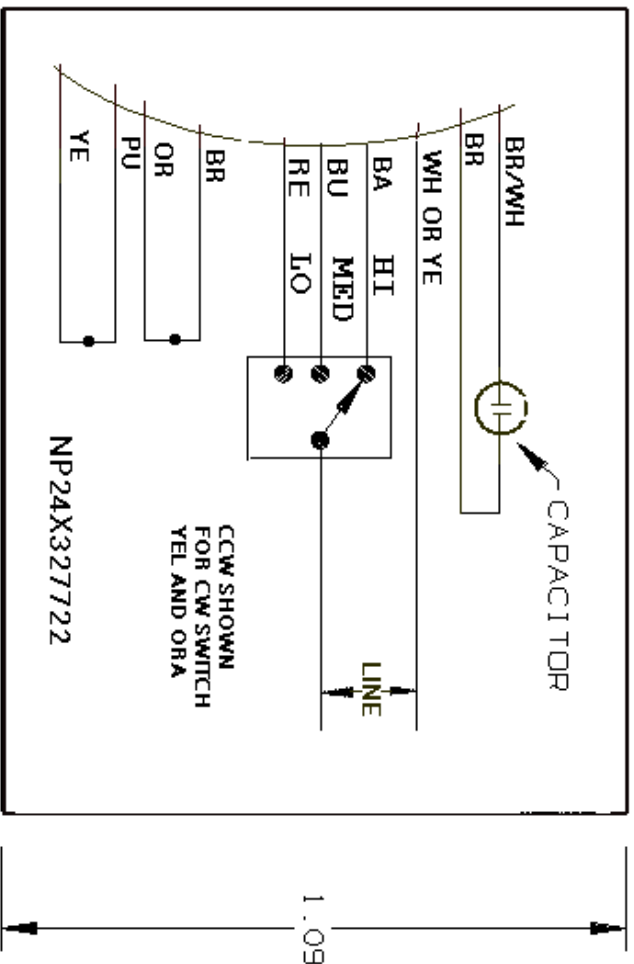 BR/WH
BR
WH OR YE
BA HI
BU MED
RE LO
BR
OR
PU
YE
CAPACITOR
LINE
CCW SHOWN
FOR CW SWITCH
YEL AND ORA
NP24X327722
1.09